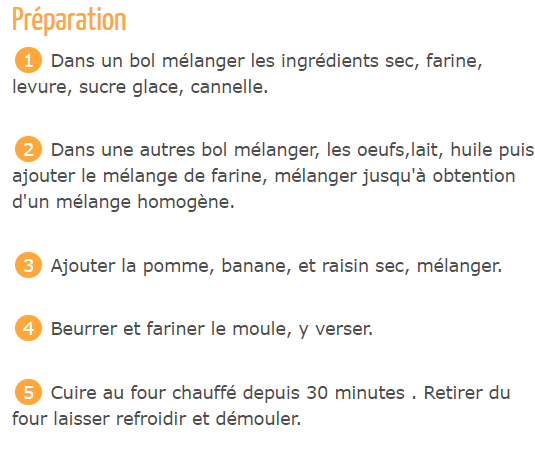 Préparation
1 Dans un bol mélanger les ingrédients sec, farine,
levure, sucre glace, cannelle.
2 Dans une autres bol mélanger, les oeufs,lait, huile puis
ajouter le mélange de farine, mélanger jusqu'à obtention
d'un mélange homogène.
3 Ajouter la pomme, banane, et raisin sec, mélanger.
4 Beurrer et fariner le moule, y verser.
5 Cuire au four chauffé depuis 30 minutes . Retirer du
four laisser refroidir et démouler.